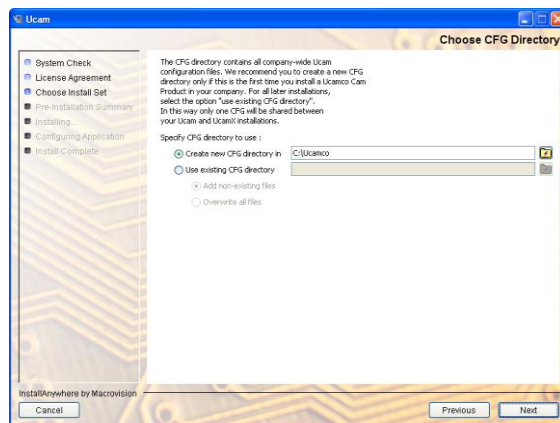 Ucam
Choose CFG Directory
System Check
License Agreement
Choose Install Set
Pre-Installation Summary
Installing...
Configuring Application
Install Complete
The CFG directory contains all company-wide Ucam
configuration files. We recommend you to create a new CFG
directory only if this is the first time you install a Ucamco Cam
Product in your company. For all later installations,
select the option "use existing CFG directory".
In this way only one CFG will be shared between
your Ucam and UcamX installations.
Specify CFG directory to use :
Create new CFG directory in C:\Ucamco
Use existing CFG directory
Add non-existing files
Overwrite all files
InstallAnywhere by Macrovision
Cancel Previous Next